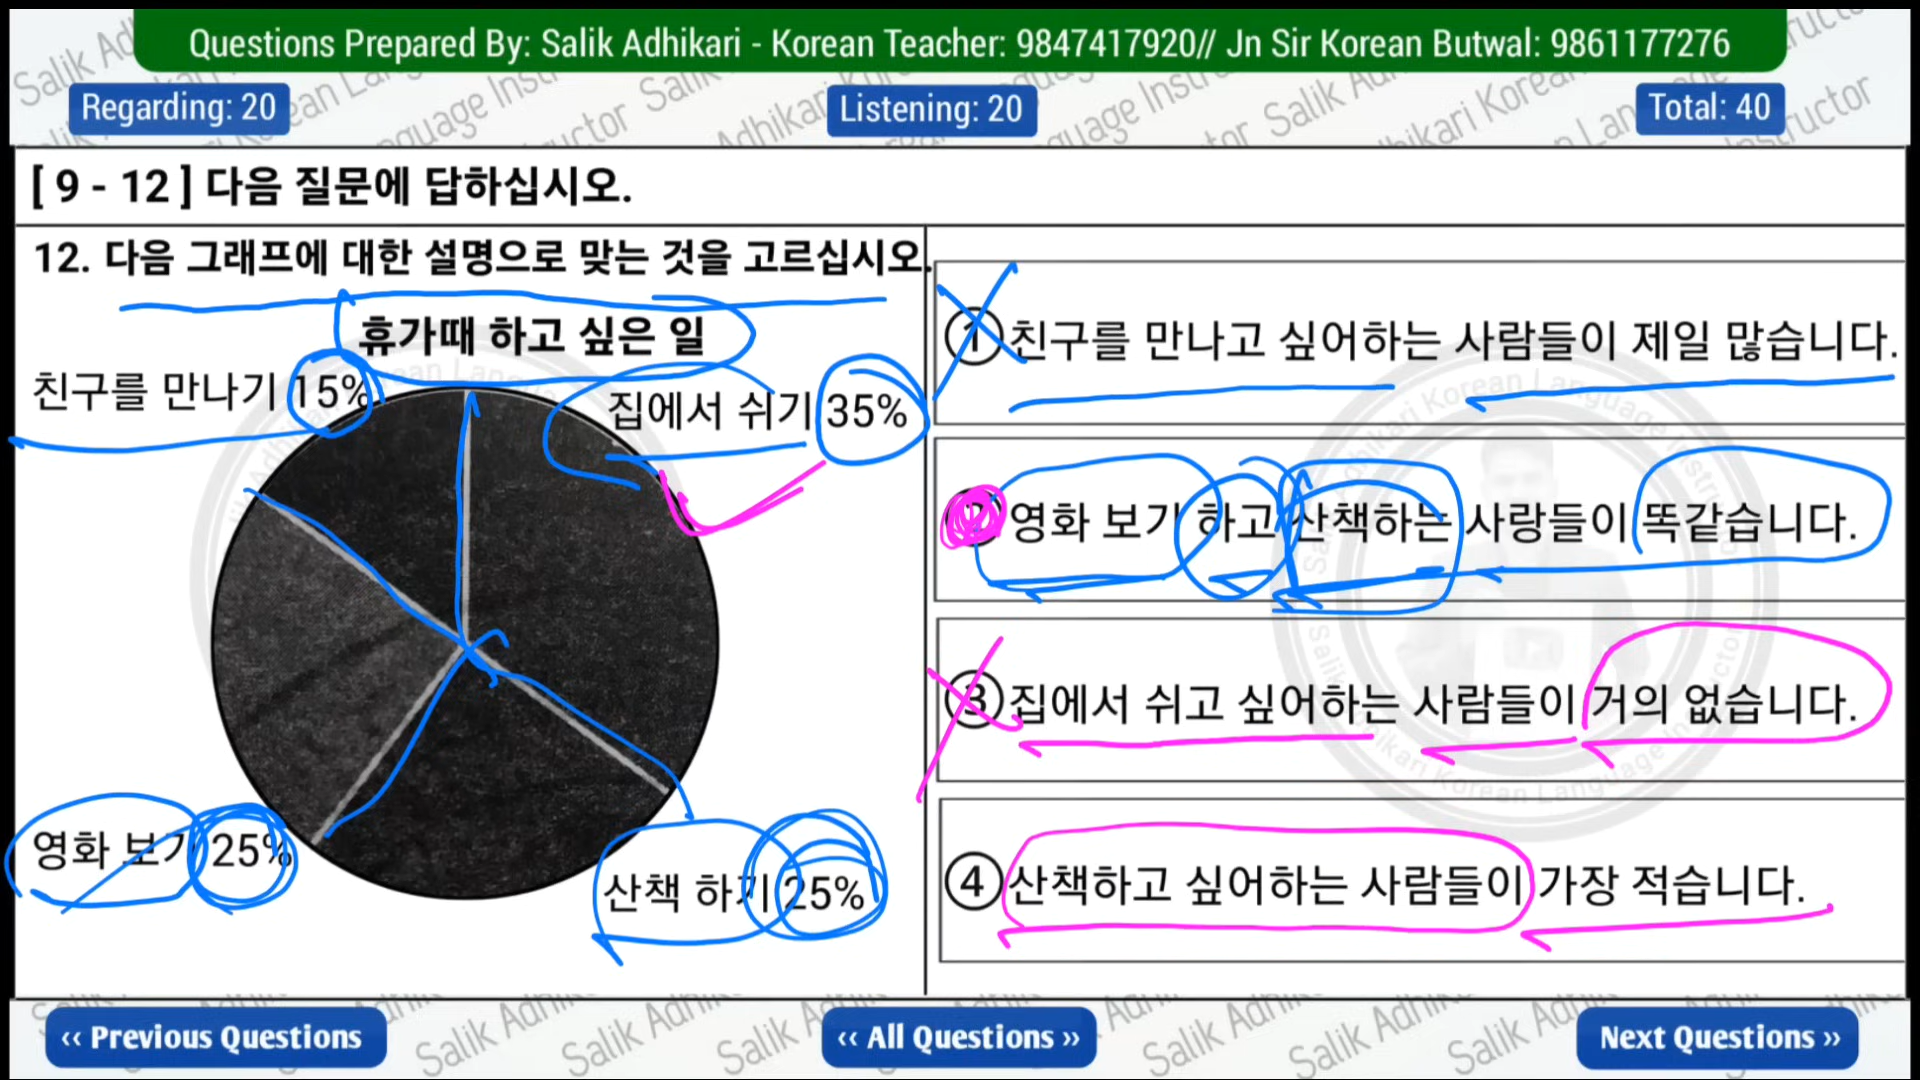 Questions Prepared By: Salik Adhikari - Korean Teacher: 9847417920// Jn Sir Korean Butwal: 9861177276
Regarding: 20
Listening: 20
Total: 40
[ 9 - 12 ] 다음 질문에 답하십시오.
12. 다음 그래프에 대한 설명으로 맞는 것을 고르십시오.
휴가때 하고 싶은 일
친구를 만나기 15%
집에서 쉬기 35%
영화 보기 25%
산책 하기 25%
① 친구를 만나고 싶어하는 사람들이 제일 많습니다.
② 영화 보기 하고 산책하는 사랑들이 똑같습니다.
③ 집에서 쉬고 싶어하는 사람들이 거의 없습니다.
④ 산책하고 싶어하는 사람들이 가장 적습니다.
‹‹ Previous Questions
‹‹ All Questions ››
Next Questions ››